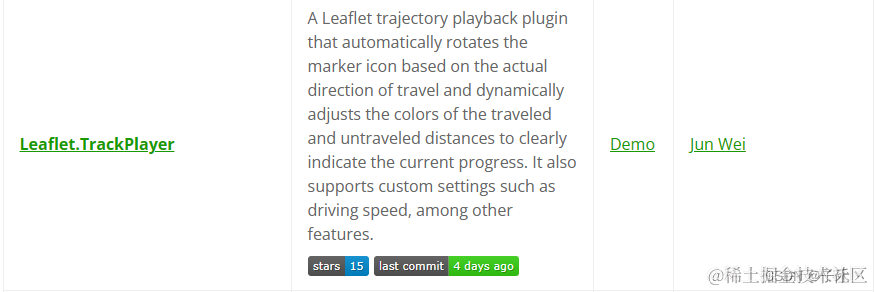 A Leaflet trajectory playback plugin
that automatically rotates the
marker icon based on the actual
direction of travel and dynamically
adjusts the colors of the traveled
and untraveled distances to clearly
indicate the current progress. It also
supports custom settings such as
driving speed, among other
features.
Leaflet.TrackPlayer
Demo
Jun Wei
stars 15 last commit 4 days ago
@稀土掘金技术社区